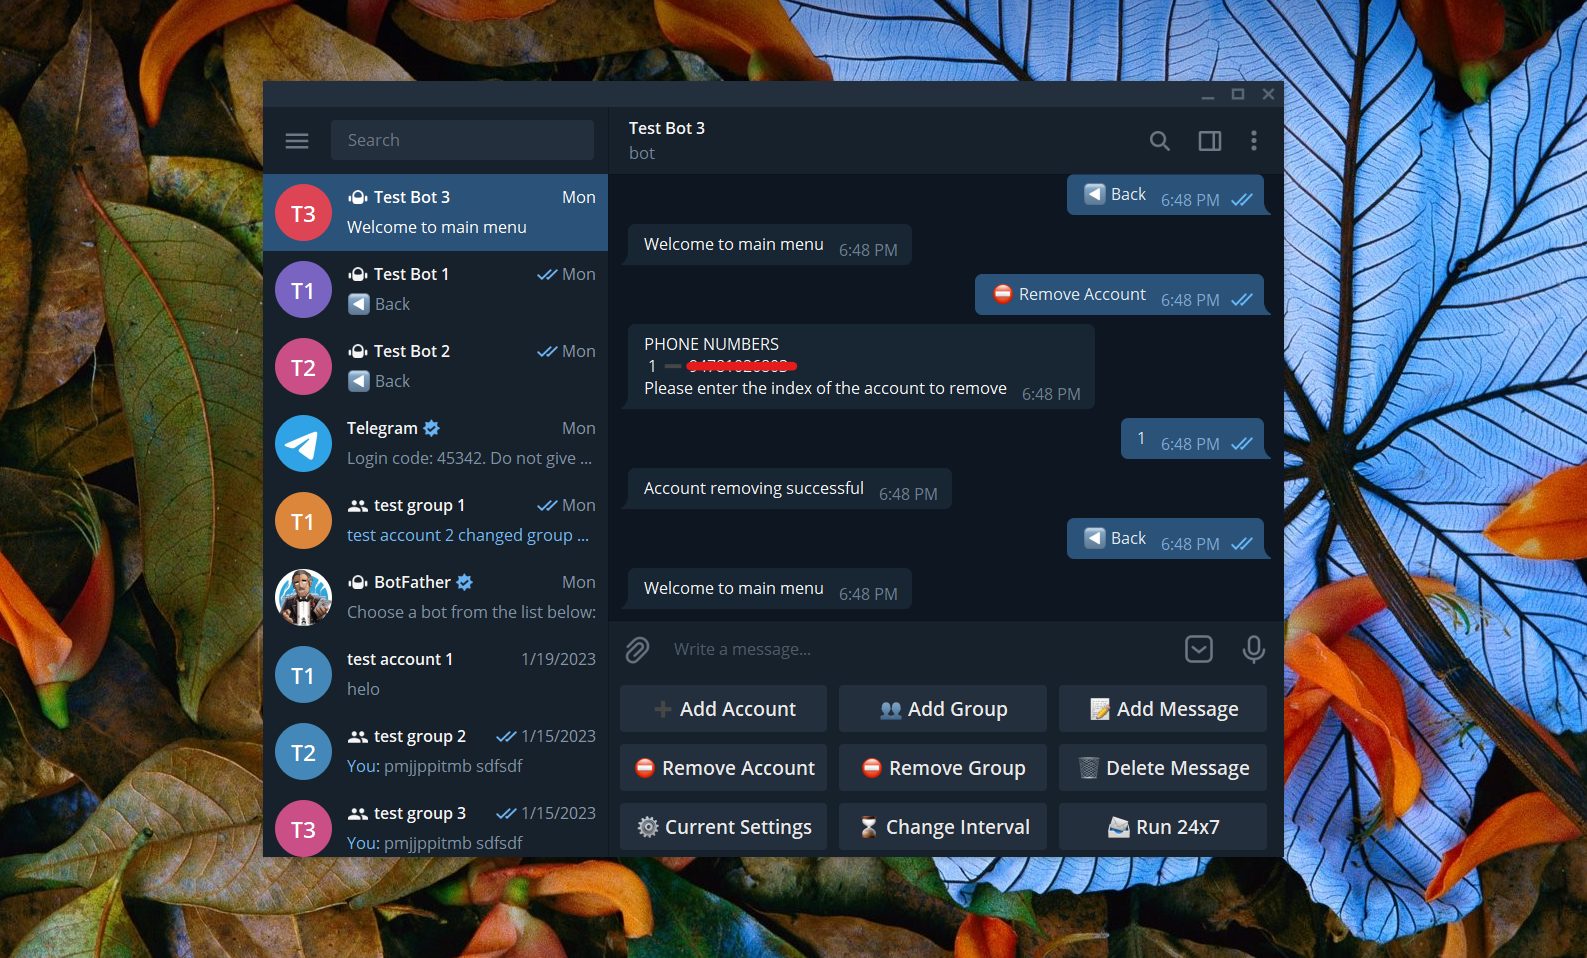 Search
Test Bot 3
Mon
Welcome to main menu
Test Bot 1
Mon
Back
Test Bot 2
Mon
Back
Telegram
Mon
Login code: 45342. Do not give ...
test group 1
Mon
test account 2 changed group ...
BotFather
Mon
Choose a bot from the list below:
test account 1
1/19/2023
helo
test group 2
1/15/2023
You: pmjjppitmb sdfsdf
test group 3
1/15/2023
You: pmjjppitmb sdfsdf
T3
T1
T2
T1
T1
T2
T3
Test Bot 3
bot
Back 6:48 PM
Welcome to main menu 6:48 PM
Remove Account 6:48 PM
PHONE NUMBERS
1 —
Please enter the index of the account to remove 6:48 PM
1 6:48 PM
Account removing successful 6:48 PM
Back 6:48 PM
Welcome to main menu 6:48 PM
Write a message...
Add Account
Add Group
Add Message
Remove Account
Remove Group
Delete Message
Current Settings
Change Interval
Run 24x7